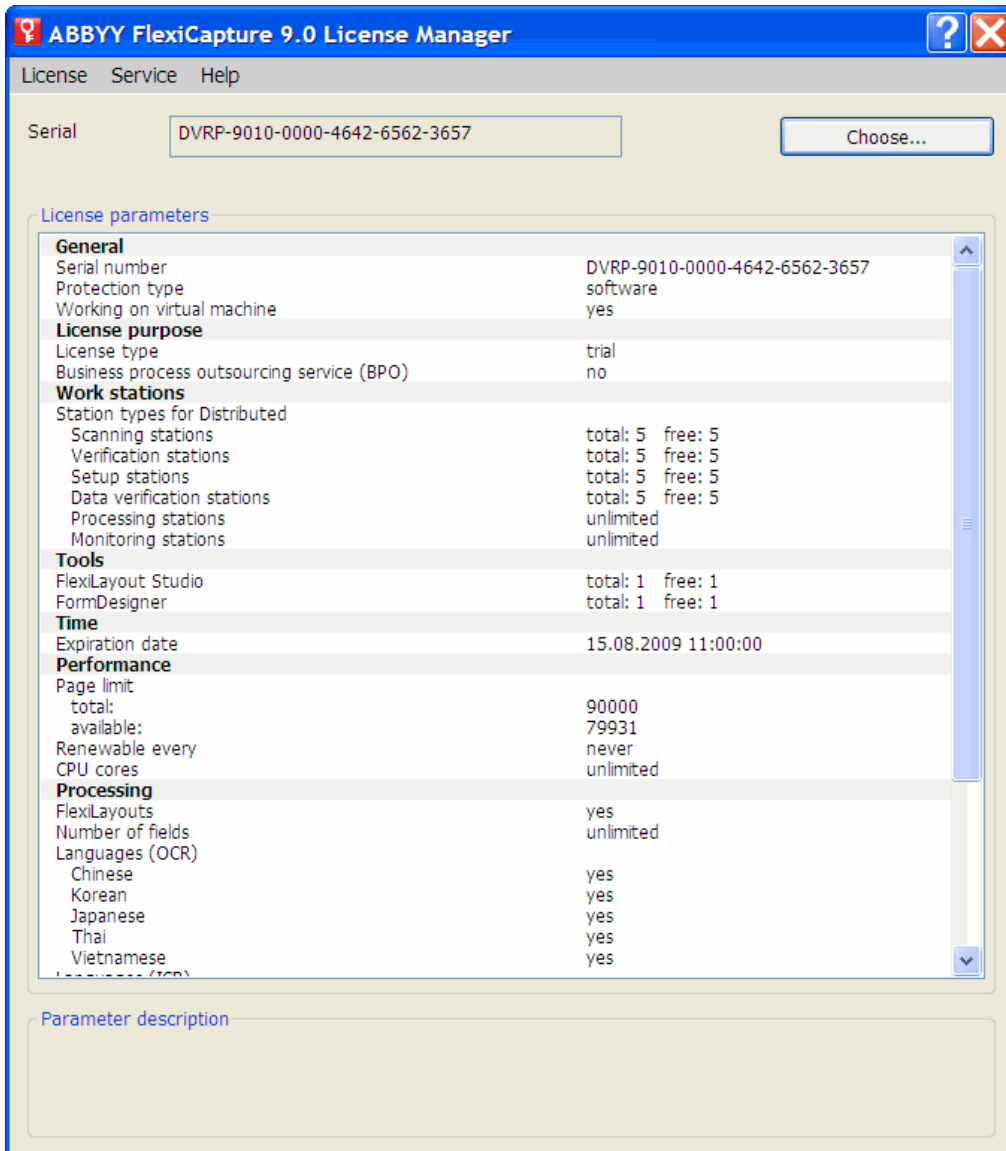 ABBYY FlexiCapture 9.0 License Manager
License Service Help
Serial DVRP-9010-0000-4642-6562-3657 Choose...
License parameters
General
Serial number DVRP-9010-0000-4642-6562-3657
Protection type software
Working on virtual machine yes
License purpose
License type trial
Business process outsourcing service (BPO) no
Work stations
Station types for Distributed
Scanning stations total: 5 free: 5
Verification stations total: 5 free: 5
Setup stations total: 5 free: 5
Data verification stations total: 5 free: 5
Processing stations unlimited
Monitoring stations unlimited
Tools
FlexiLayout Studio total: 1 free: 1
FormDesigner total: 1 free: 1
Time
Expiration date 15.08.2009 11:00:00
Performance
Page limit
total: 90000
available: 79931
Renewable every never
CPU cores unlimited
Processing
FlexiLayouts yes
Number of fields unlimited
Languages (OCR)
Chinese yes
Korean yes
Japanese yes
Thai yes
Vietnamese yes
Languages (ICR)
Parameter description